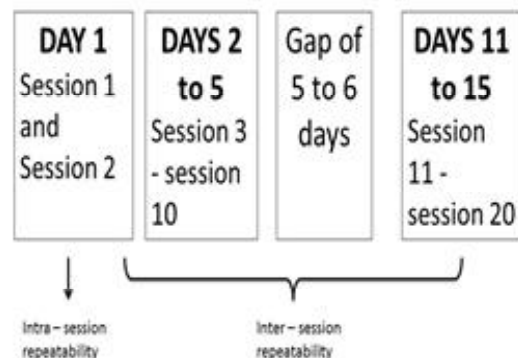 DAY 1
Session 1
and
Session 2
DAYS 2
to 5
Session 3
- session
10
Gap of
5 to 6
days
DAYS 11
to 15
Session
11 -
session 20
Intra – session
repeatability
Inter – session
repeatability